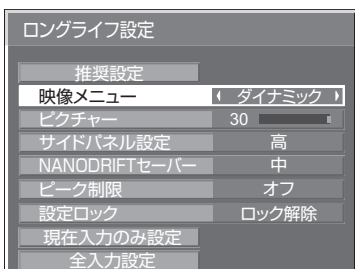 ロングライフ設定
推奨設定
映像メニュー ダイナミック
ピクチャー 30
サイドパネル設定 高
NANODRIFTセーバー 中
ピーク制限 オフ
設定ロック ロック解除
現在入力のみ設定
全入力設定